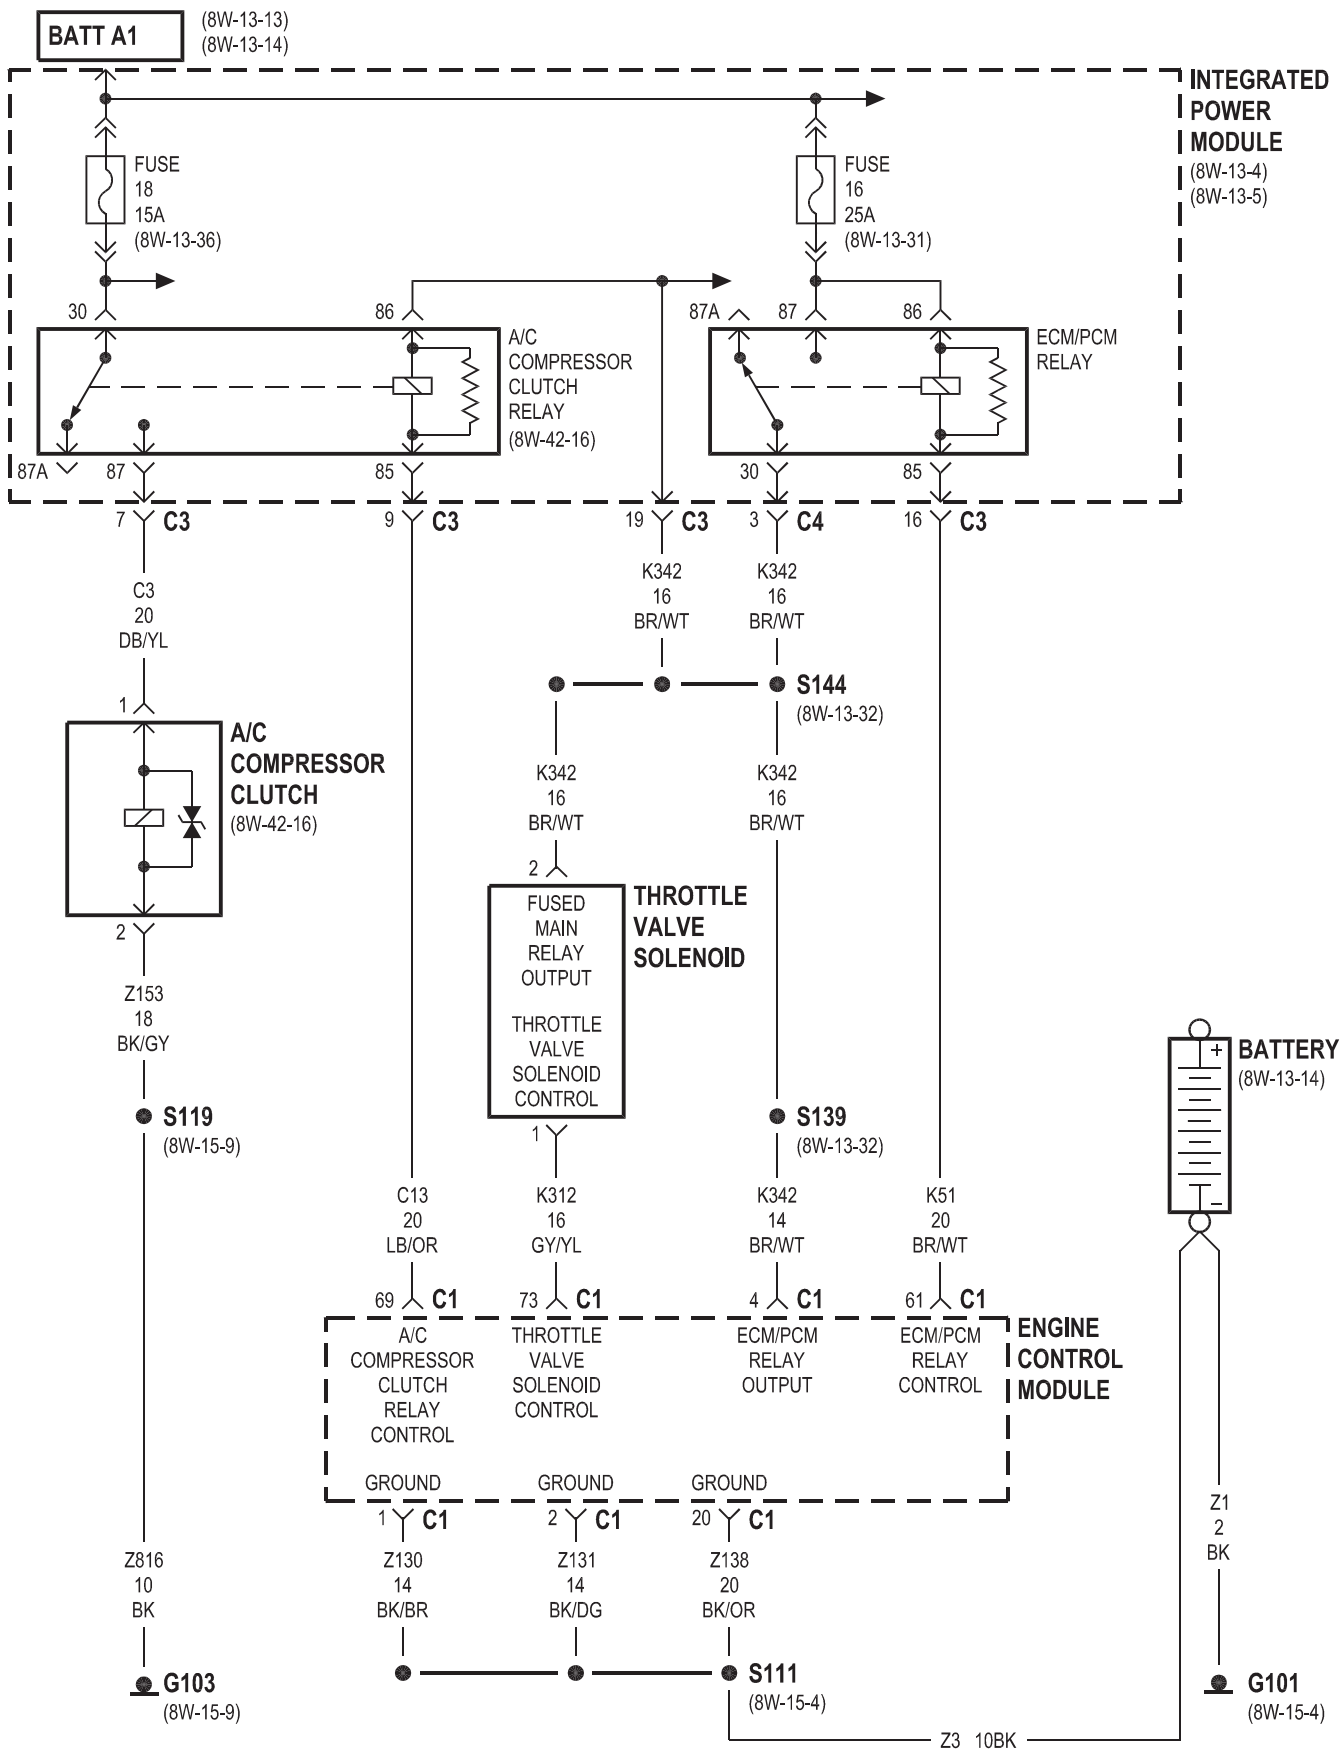 BATT A1
(8W-13-13)
(8W-13-14)
INTEGRATED
POWER
MODULE
(8W-13-4)
(8W-13-5)
FUSE
18
15A
(8W-13-36)
FUSE
16
25A
(8W-13-31)
30
86
87A
87
86
A/C
COMPRESSOR
CLUTCH
RELAY
(8W-42-16)
ECM/PCM
RELAY
87A
87
85
30
85
7
C3
9
C3
19
C3
3
C4
16
C3
C3
20
DB/YL
K342
16
BR/WT
K342
16
BR/WT
S144
(8W-13-32)
1
A/C
COMPRESSOR
CLUTCH
(8W-42-16)
2
K342
16
BR/WT
K342
16
BR/WT
2
FUSED
MAIN
RELAY
OUTPUT
THROTTLE
VALVE
SOLENOID
CONTROL
THROTTLE
VALVE
SOLENOID
1
Z153
18
BK/GY
S119
(8W-15-9)
S139
(8W-13-32)
+
BATTERY
(8W-13-14)
–
C13
20
LB/OR
K312
16
GY/YL
K342
14
BR/WT
K51
20
BR/WT
69
C1
73
C1
4
C1
61
C1
A/C
COMPRESSOR
CLUTCH
RELAY
CONTROL
THROTTLE
VALVE
SOLENOID
CONTROL
ECM/PCM
RELAY
OUTPUT
ECM/PCM
RELAY
CONTROL
ENGINE
CONTROL
MODULE
GROUND
GROUND
GROUND
1
C1
2
C1
20
C1
Z816
10
BK
Z130
14
BK/BR
Z131
14
BK/DG
Z138
20
BK/OR
Z1
2
BK
G103
(8W-15-9)
S111
(8W-15-4)
G101
(8W-15-4)
Z3 10BK